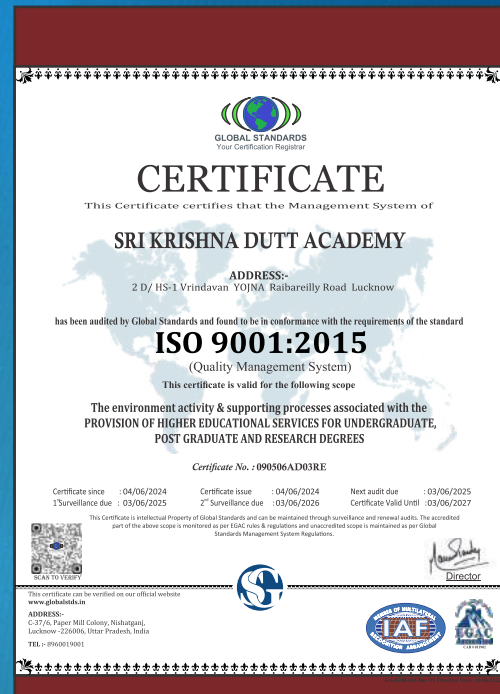 GLOBAL STANDARDS
Your Certification Registrar
CERTIFICATE
This Certificate certifies that the Management System of
SRI KRISHNA DUTT ACADEMY
ADDRESS:-
2 D/ HS-1 Vrindavan YOJNA Raibareilly Road Lucknow
has been audited by Global Standards and found to be in conformance with the requirements of the standard
ISO 9001:2015
(Quality Management System)
This certificate is valid for the following scope
The environment activity & supporting processes associated with the
PROVISION OF HIGHER EDUCATIONAL SERVICES FOR UNDERGRADUATE,
POST GRADUATE AND RESEARCH DEGREES
Certificate No. : 090506AD03RE
Certificate since : 04/06/2024 Certificate issue : 04/06/2024 Next audit due : 03/06/2025
1st Surveillance due : 03/06/2025 2nd Surveillance due : 03/06/2026 Certificate Valid Until : 03/06/2027
This Certificate is intellectual Property of Global Standards and can be maintained through surveillance and renewal audits. The accredited
part of the above scope is monitored as per EGAC rules & regulations and unaccredited scope is maintained as per Global
Standards Management System Regulations.
SCAN TO VERIFY
Director
This certificate can be verified on our official website
www.globalstds.in
ADDRESS:-
C-37/6, Paper Mill Colony, Nishatganj,
Lucknow -226006, Uttar Pradesh, India
TEL :- 8960019001
MEMBER OF MULTILATERAL
IAF
RECOGNITION ARRANGEMENT
EGAC